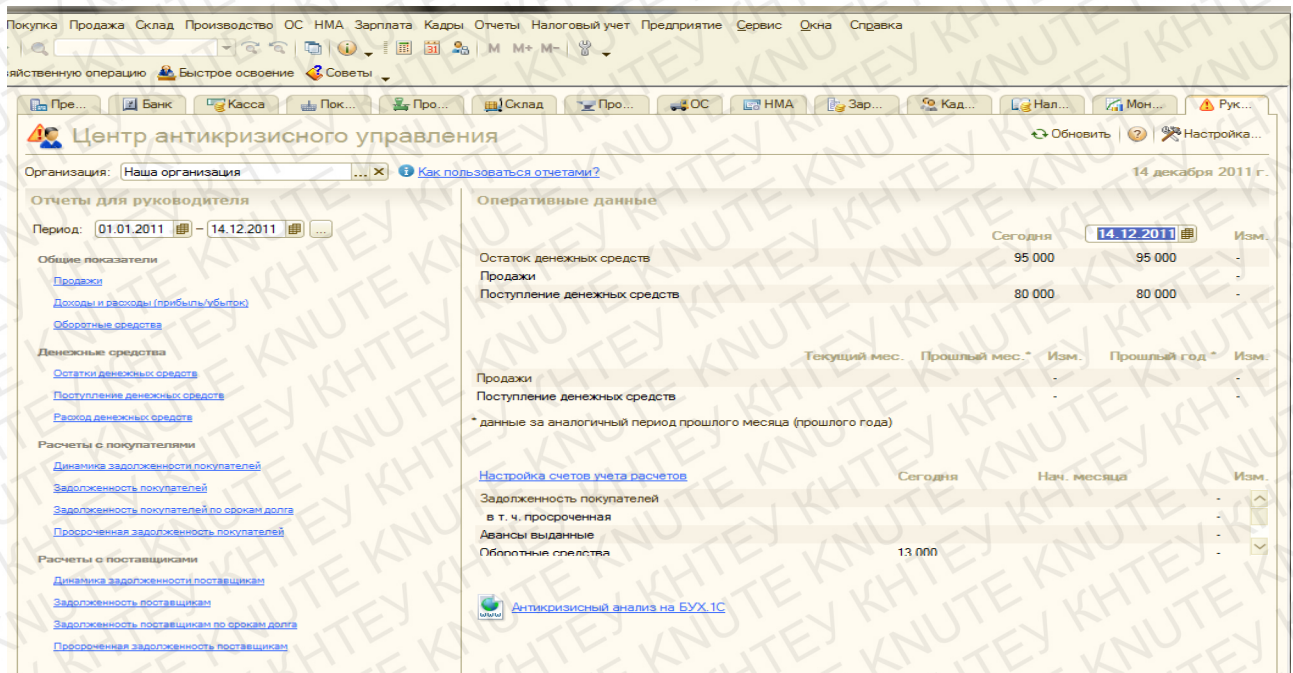 Покупка Продажа Склад Производство ОС НМА Зарплата Кадры Отчеты Налоговый учет Предприятие Сервис Окна Справка
M M+ M-
яйственную операцию Быстрое освоение Советы
Пре... Банк Касса Пок... Про... Склад Про... ОС НМА Зар... Кад... Нал... Мон... Рук...
Центр антикризисного управления
Обновить Настройка...
Организация: Наша организация ... × Как пользоваться отчетами?
14 декабря 2011 г.
Отчеты для руководителя
Период: 01.01.2011 – 14.12.2011 ...
Общие показатели
Продажи
Доходы и расходы (прибыль/убыток)
Оборотные средства
Денежные средства
Остатки денежных средств
Поступление денежных средств
Расход денежных средств
Расчеты с покупателями
Динамика задолженности покупателей
Задолженность покупателей
Задолженность покупателей по срокам долга
Просроченная задолженность покупателей
Расчеты с поставщиками
Динамика задолженности поставщикам
Задолженность поставщикам
Задолженность поставщикам по срокам долга
Просроченная задолженность поставщикам
Оперативные данные
Сегодня 14.12.2011 Изм.
Остаток денежных средств 95 000 95 000 -
Продажи -
Поступление денежных средств 80 000 80 000 -
Текущий мес. Прошлый мес.* Изм. Прошлый год * Изм.
Продажи - -
Поступление денежных средств - -
* данные за аналогичный период прошлого месяца (прошлого года)
Настройка счетов учета расчетов Сегодня Нач. месяца Изм.
Задолженность покупателей -
в т. ч. просроченная -
Авансы выданные -
Оборотные средства 13 000 -
www Антикризисный анализ на БУХ.1С
KNUTE KHTEУ